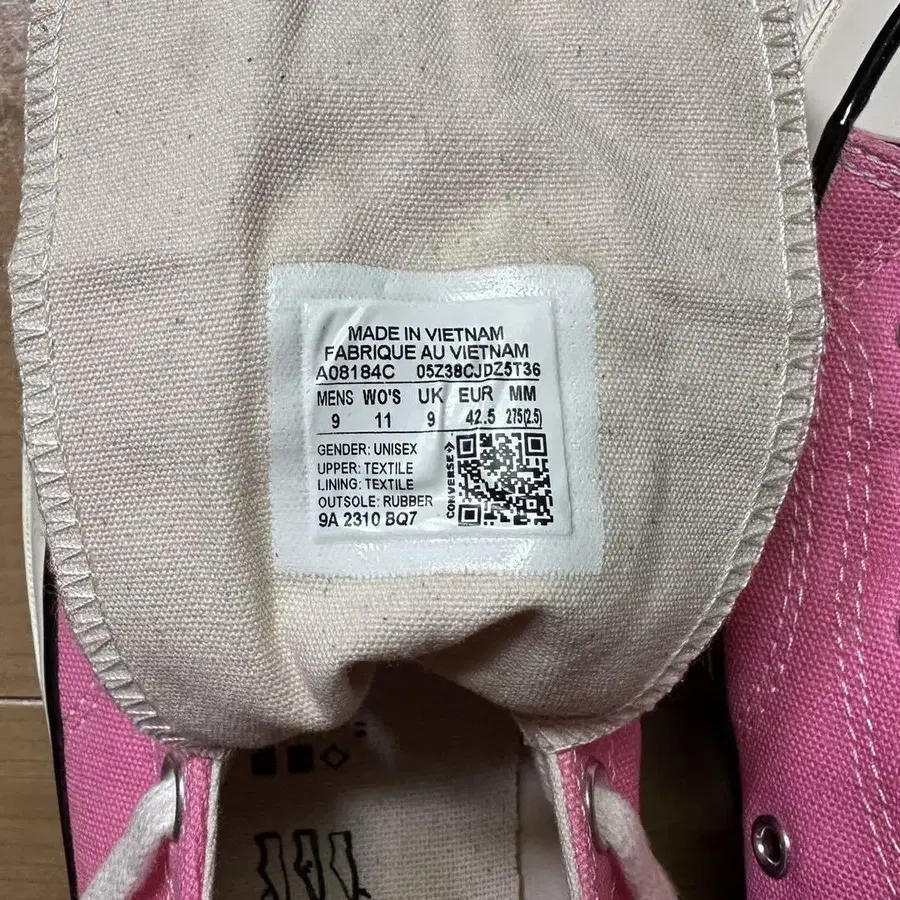 MADE IN VIETNAM
FABRIQUE AU VIETNAM
A08184C 05Z38CJDZ5T36
MENS WO'S UK EUR MM
9 11 9 42.5 275(2.5)
GENDER: UNISEX
UPPER: TEXTILE
LINING: TEXTILE
OUTSOLE: RUBBER
9A 2310 BQ7
CONVERSE